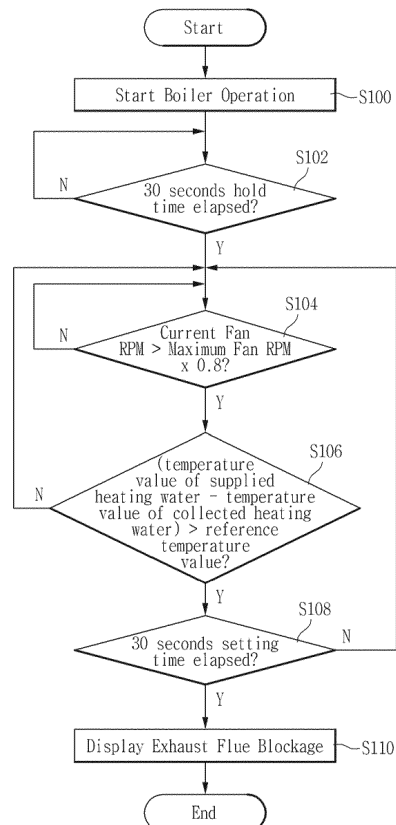 Start
Start Boiler Operation
S100
S102
N
30 seconds hold
time elapsed?
Y
S104
N
Current Fan
RPM > Maximum Fan RPM
x 0.8?
Y
S106
N
(temperature
value of supplied
heating water - temperature
value of collected heating
water) > reference
temperature
value?
Y
S108
30 seconds setting
time elapsed?
N
Y
Display Exhaust Flue Blockage
S110
End